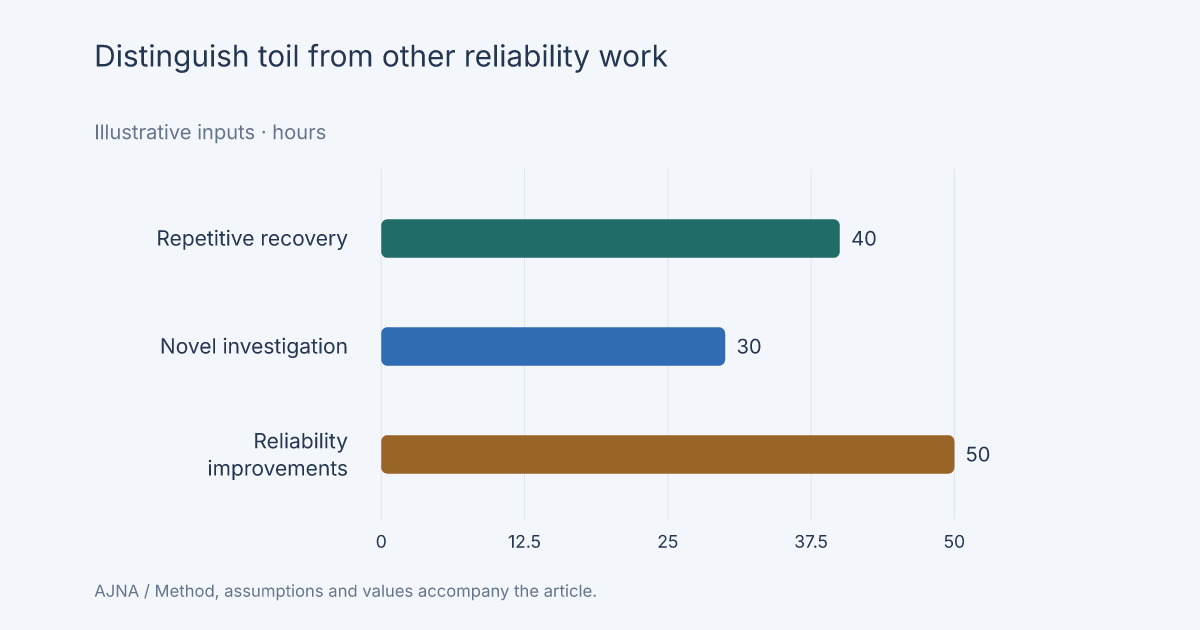 Distinguish toil from other reliability work
Illustrative inputs · hours
Repetitive recovery
40
Novel investigation
30
Reliability
improvements
50
0
12.5
25
37.5
50
AJNA / Method, assumptions and values accompany the article.